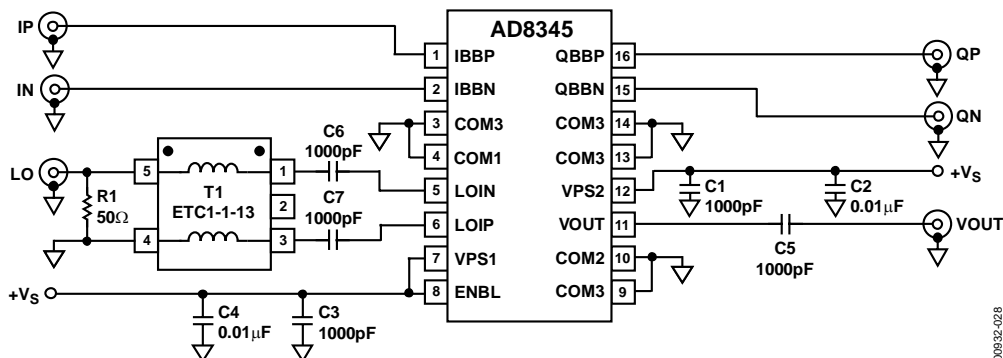 AD8345
IP
IN
LO
R1
50Ω
5
4
T1
ETC1-1-13
1
2
3
C6
1000pF
C7
1000pF
+VS
C4
0.01µF
C3
1000pF
1 IBBP
2 IBBN
3 COM3
4 COM1
5 LOIN
6 LOIP
7 VPS1
8 ENBL
QBBP 16
QBBN 15
COM3 14
COM3 13
VPS2 12
VOUT 11
COM2 10
COM3 9
QP
QN
+VS
C1
1000pF
C2
0.01µF
VOUT
C5
1000pF
00932-028